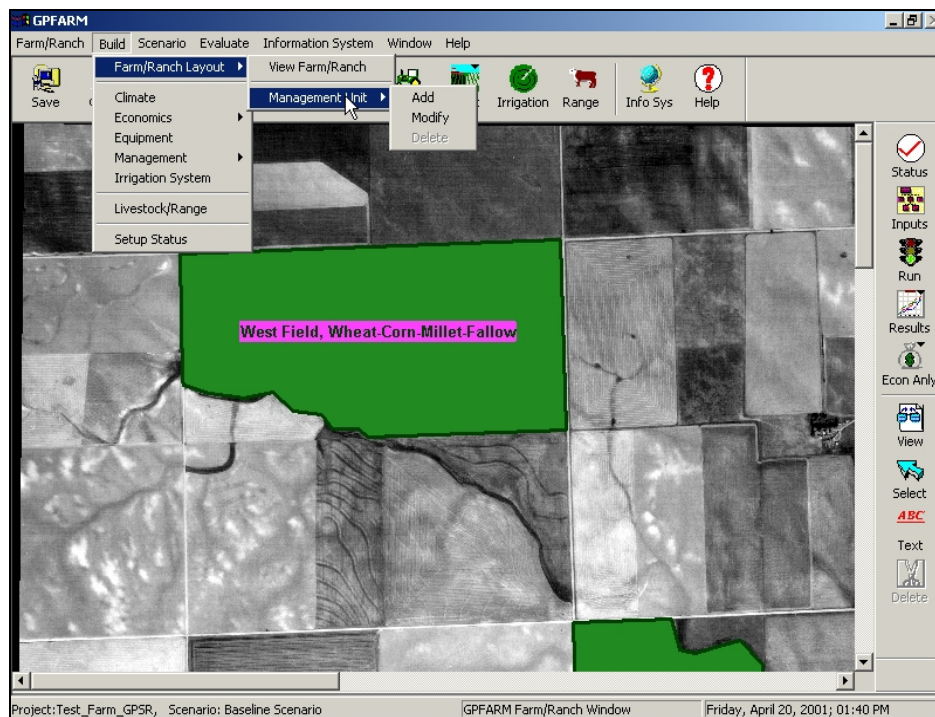 GPFARM
Farm/Ranch Build Scenario Evaluate Information System Window Help
Farm/Ranch Layout
Climate
Economics
Equipment
Management
Irrigation System
Livestock/Range
Setup Status
View Farm/Ranch
Management Unit
Add
Modify
Delete
Save Irrigation Range Info Sys Help
West Field, Wheat-Corn-Millet-Fallow
Status
Inputs
Run
Results
Econ Anly
View
Select
ABC
Text
Delete
Project:Test_Farm_GPSR, Scenario: Baseline Scenario GPFARM Farm/Ranch Window Friday, April 20, 2001; 01:40 PM